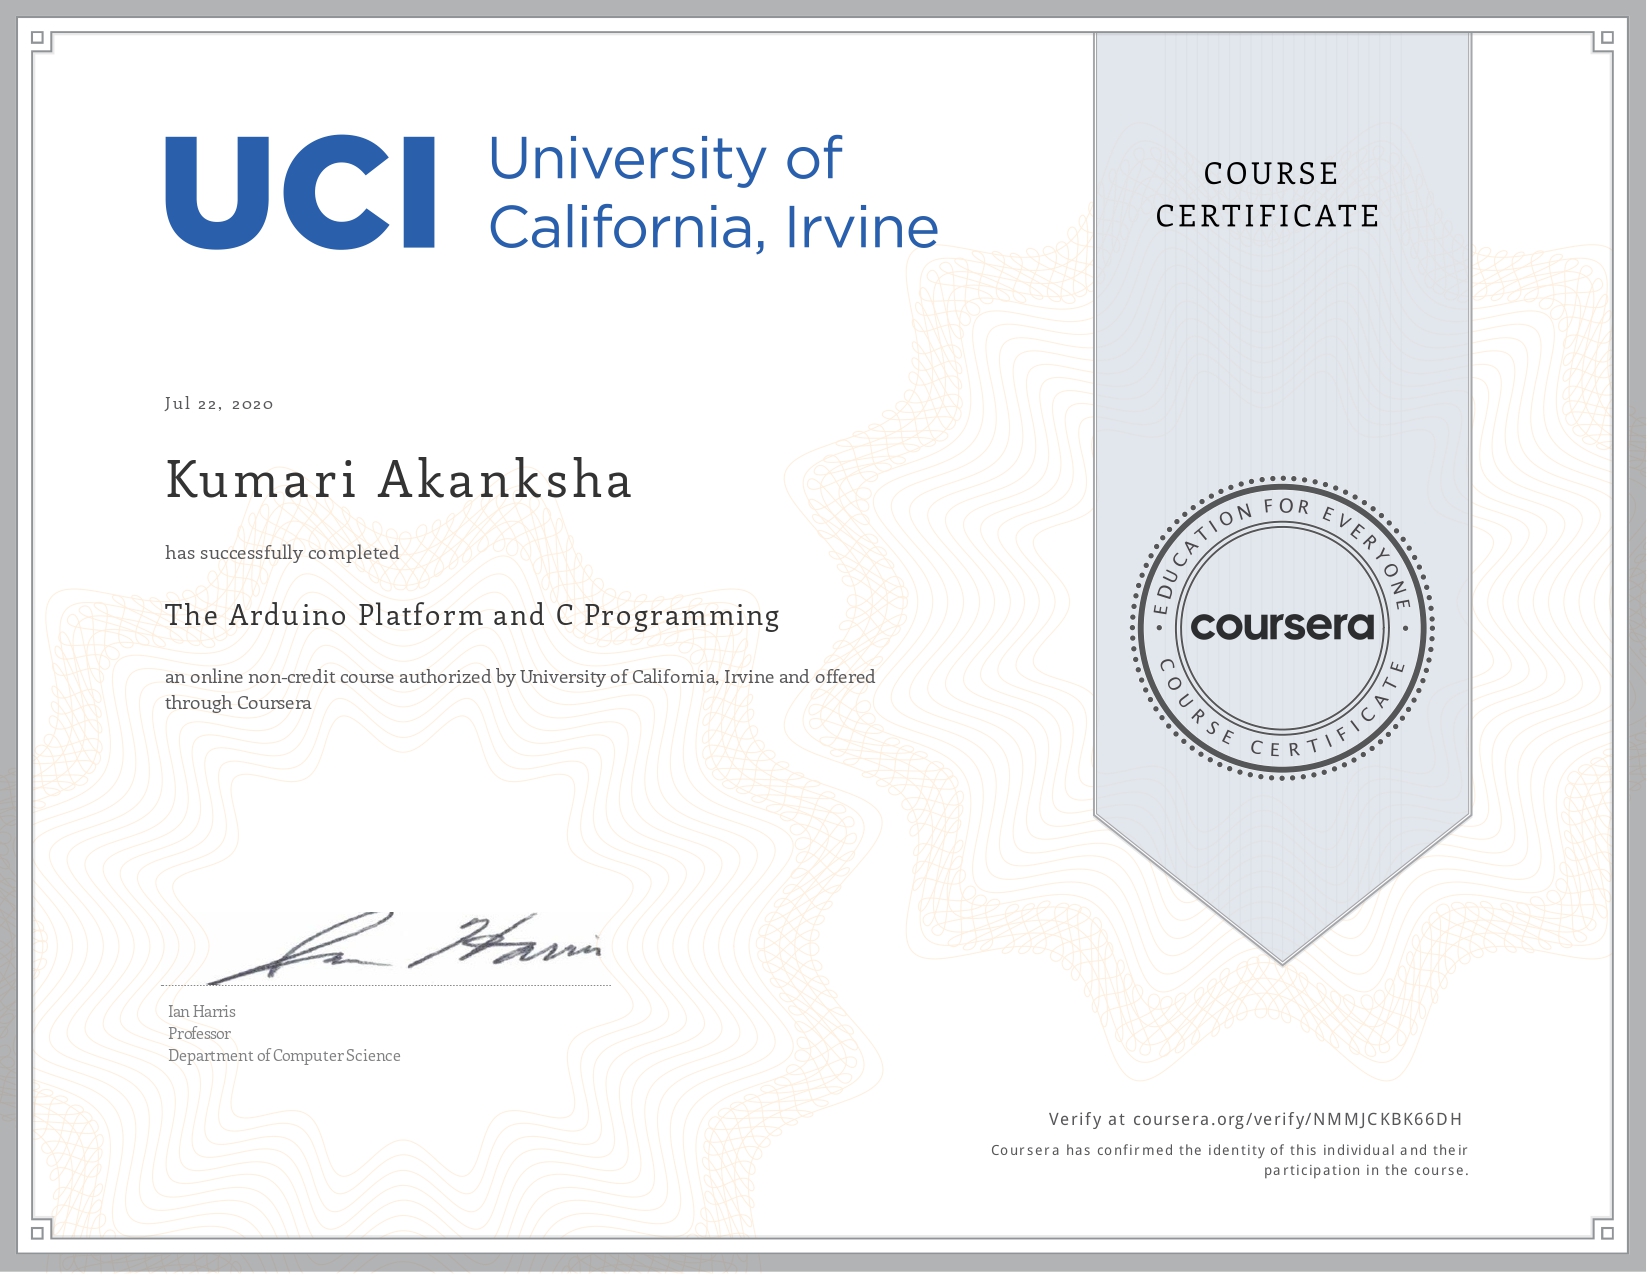 UCI University of
California, Irvine
COURSE
CERTIFICATE
Jul 22, 2020
Kumari Akanksha
has successfully completed
The Arduino Platform and C Programming
an online non-credit course authorized by University of California, Irvine and offered
through Coursera
EDUCATION FOR EVERYONE
coursera
COURSE CERTIFICATE
Ian Harris
Ian Harris
Professor
Department of Computer Science
Verify at coursera.org/verify/NMMJCKBK66DH
Coursera has confirmed the identity of this individual and their
participation in the course.